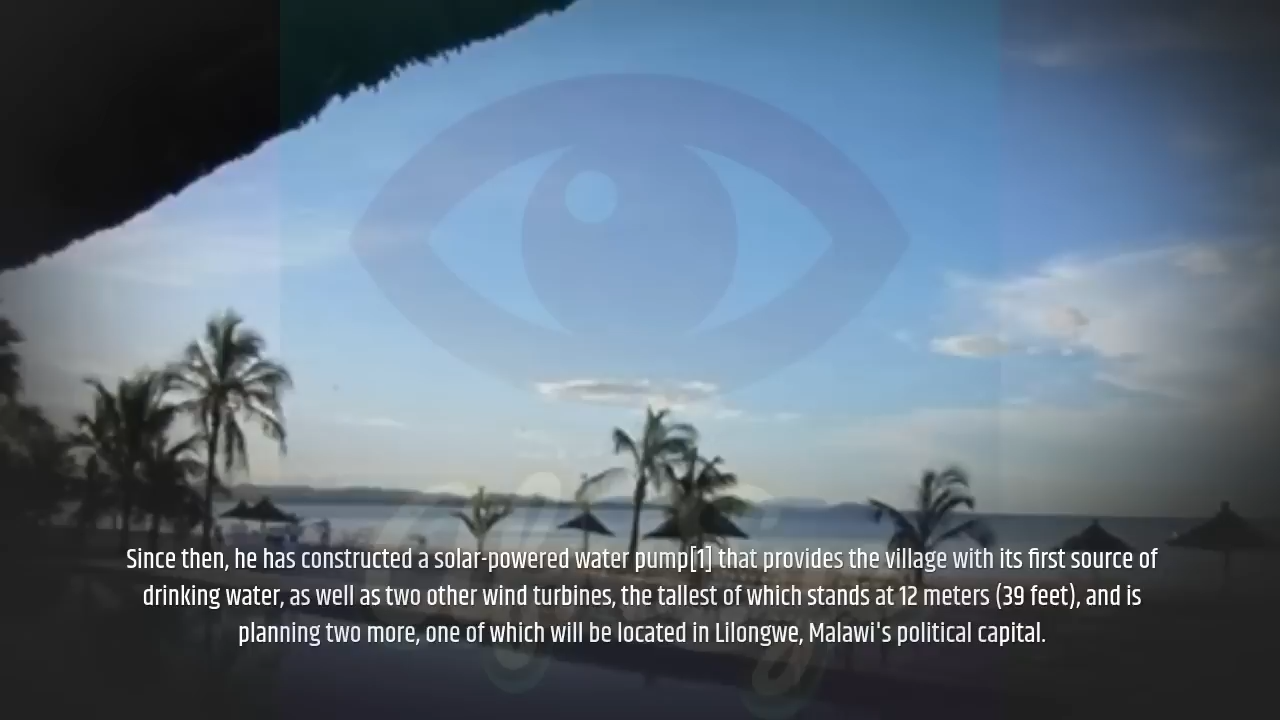 Since then, he has constructed a solar-powered water pump[1] that provides the village with its first source of
drinking water, as well as two other wind turbines, the tallest of which stands at 12 meters (39 feet), and is
planning two more, one of which will be located in Lilongwe, Malawi's political capital.